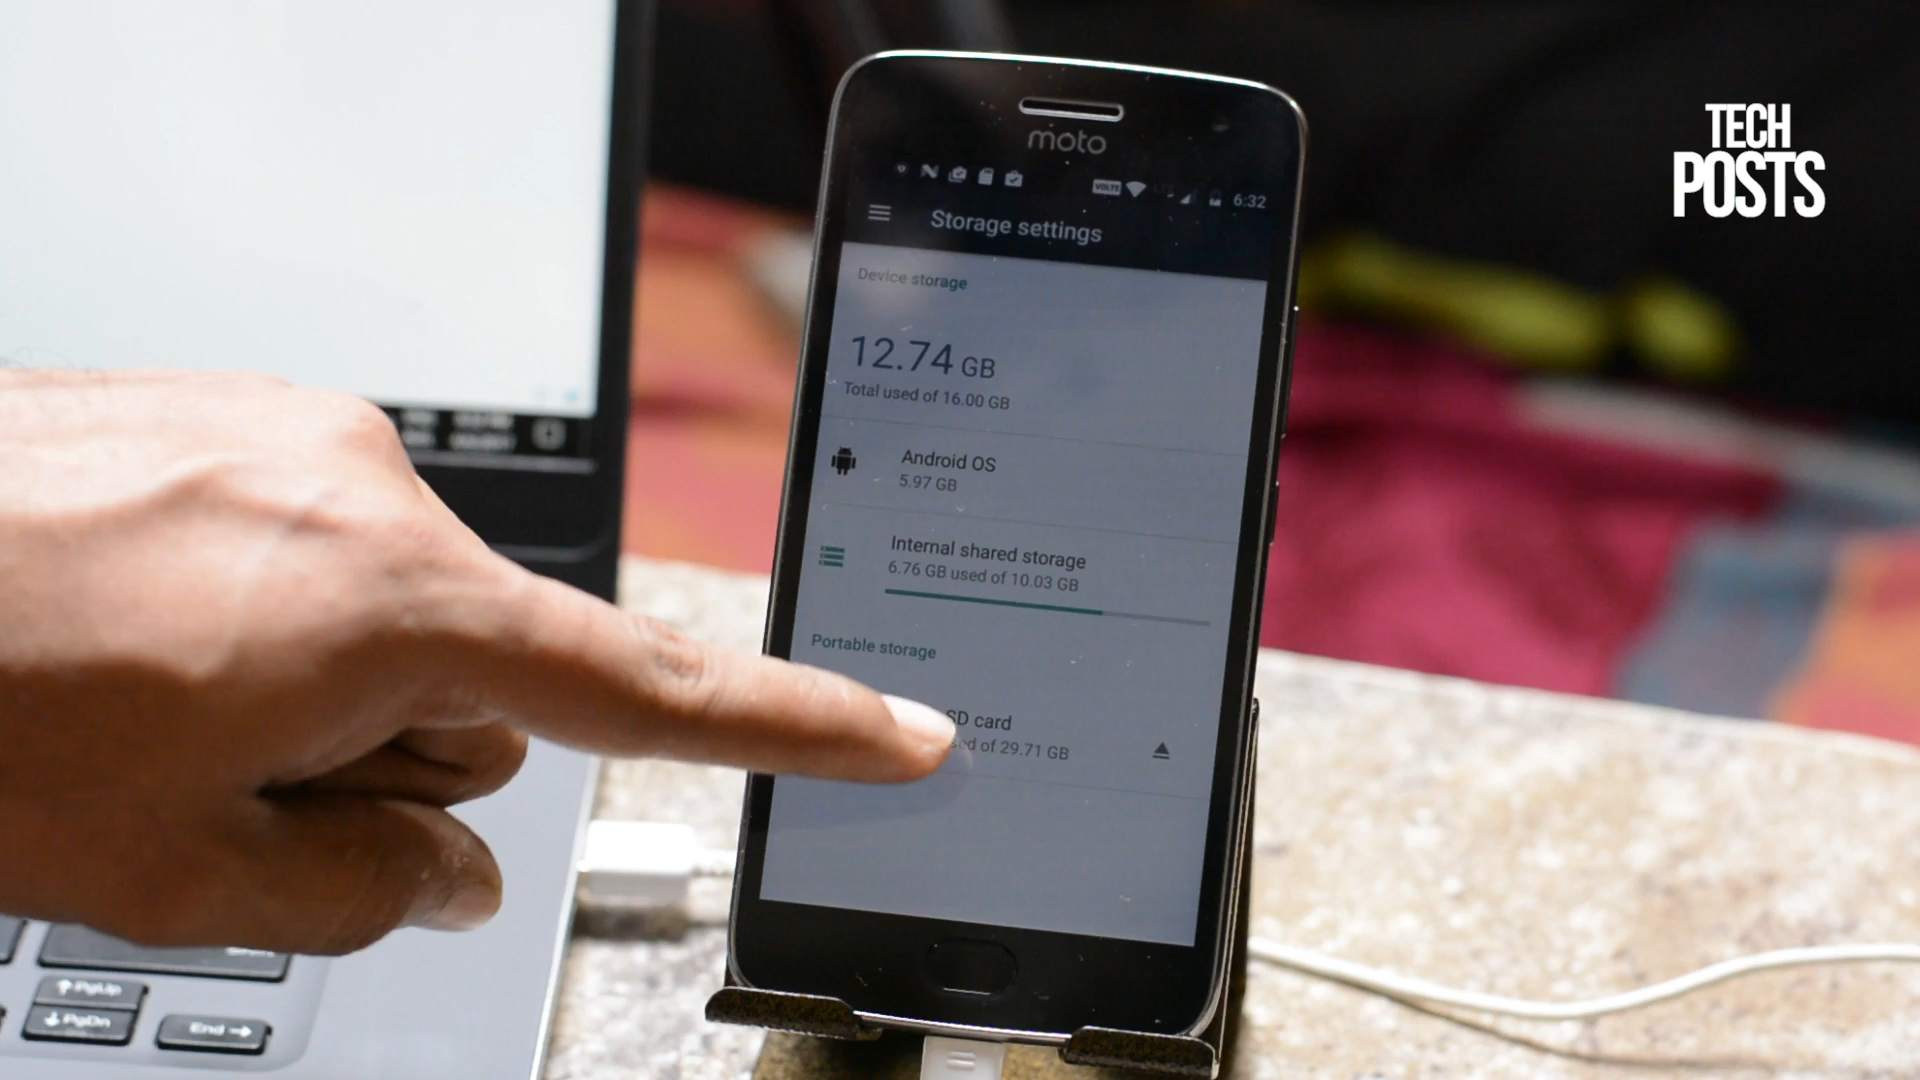 TECH
POSTS
moto
VOLTE
LTE
6:32
Storage settings
Device storage
12.74 GB
Total used of 16.00 GB
Android OS
5.97 GB
Internal shared storage
6.76 GB used of 10.03 GB
Portable storage
SD card
of 29.71 GB
PgUp
PgDn
End